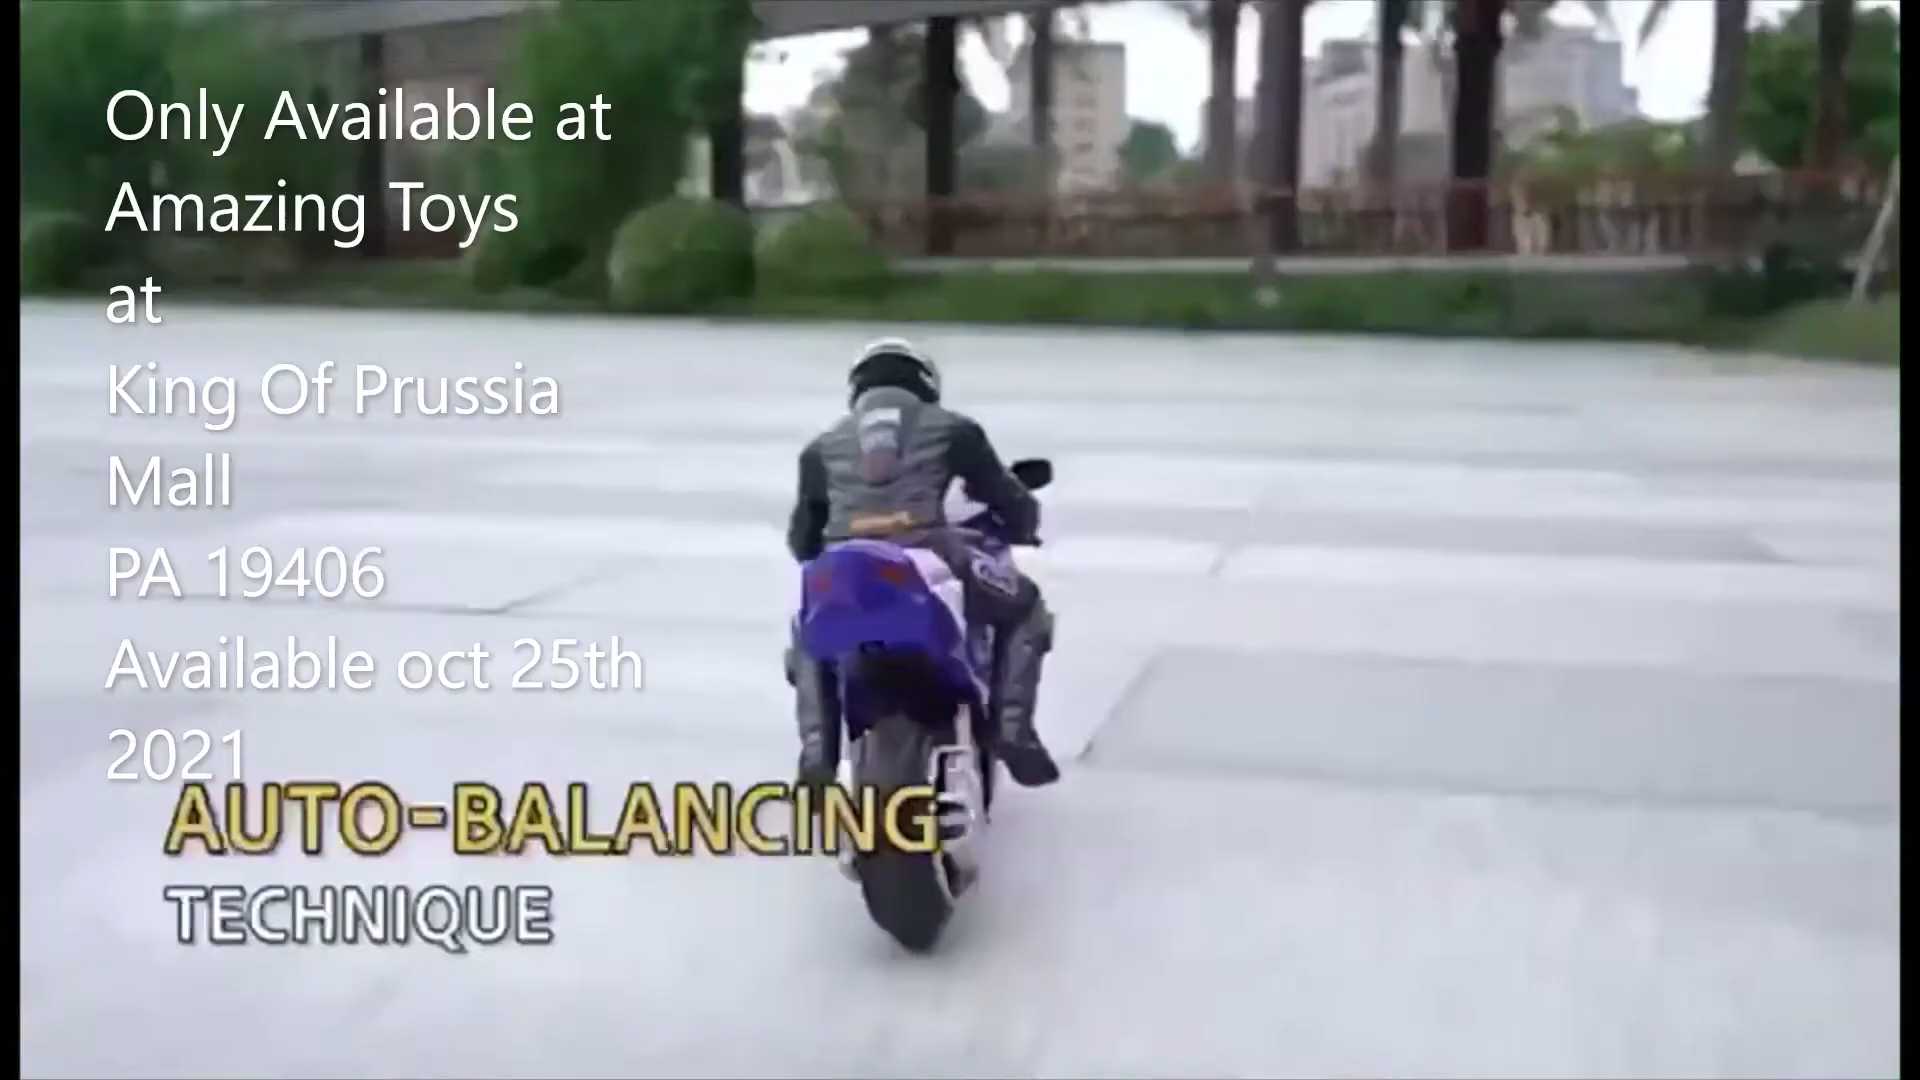 Only Available at
Amazing Toys
at
King Of Prussia
Mall
PA 19406
Available oct 25th
2021
AUTO-BALANCING
TECHNIQUE